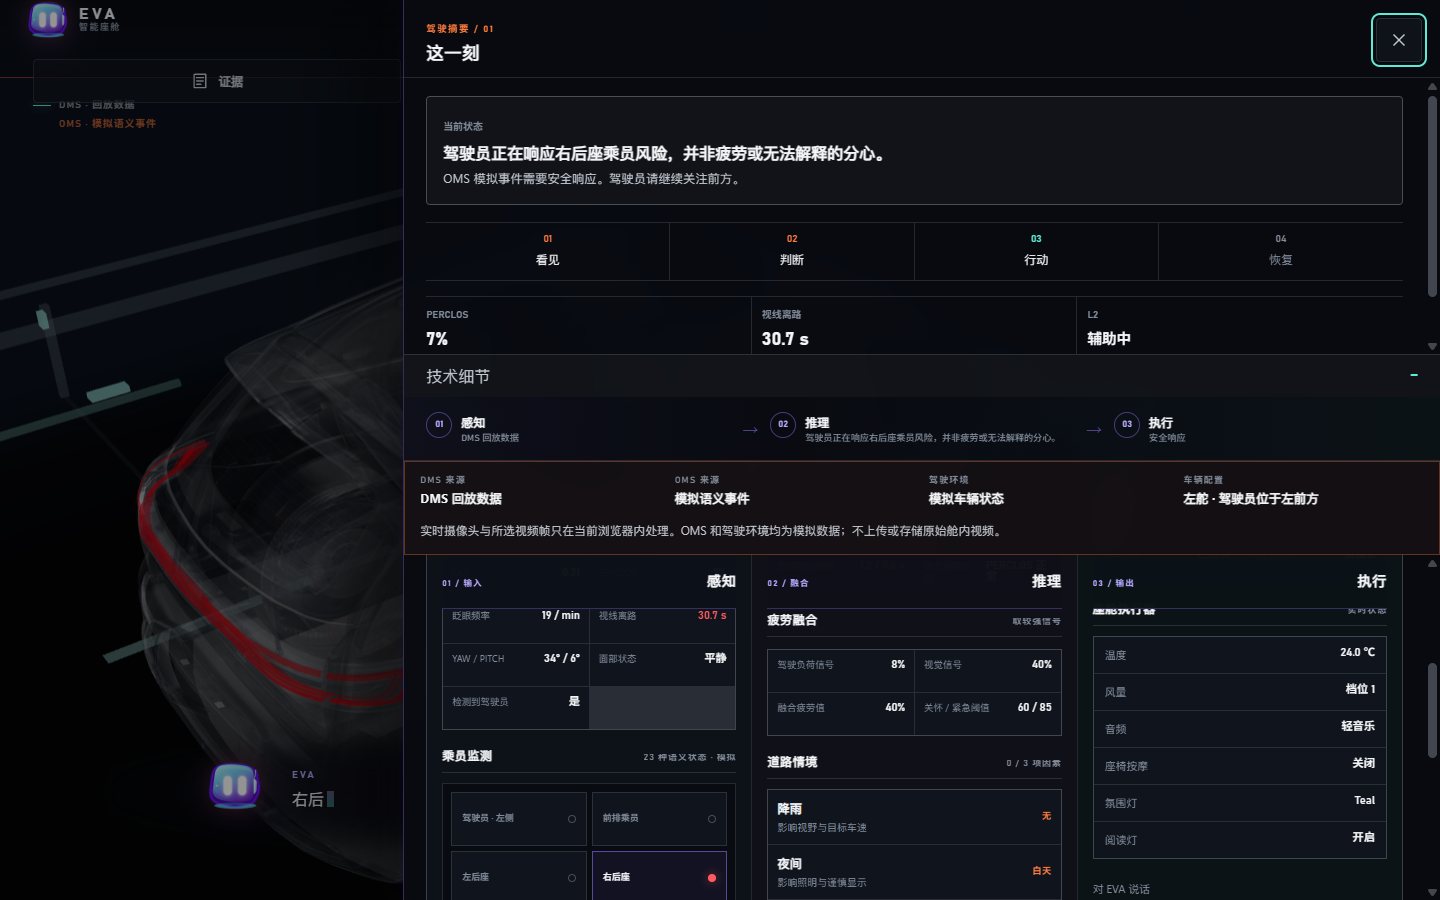 EVA
智能座舱
证据
DMS · 回放数据
OMS · 模拟语义事件
EVA
右后
驾驶摘要 / 01
这一刻
当前状态
驾驶员正在响应右后座乘员风险，并非疲劳或无法解释的分心。
OMS 模拟事件需要安全响应。驾驶员请继续关注前方。
01
看见
02
判断
03
行动
04
恢复
PERCLOS
7%
视线离路
30.7 s
L2
辅助中
技术细节
01
感知
DMS 回放数据
→
02
推理
驾驶员正在响应右后座乘员风险，并非疲劳或无法解释的分心。
→
03
执行
安全响应
DMS 来源
DMS 回放数据
OMS 来源
模拟语义事件
驾驶环境
模拟车辆状态
车辆配置
左舵 · 驾驶员位于左前方
实时摄像头与所选视频帧只在当前浏览器内处理。OMS 和驾驶环境均为模拟数据；不上传或存储原始舱内视频。
01 / 输入
感知
眨眼频率 19 / min
视线离路 30.7 s
YAW / PITCH 34° / 6°
面部状态 平静
检测到驾驶员 是
乘员监测
23 种语义状态 · 模拟
驾驶员 · 左侧
前排乘员
左后座
右后座
02 / 融合
推理
疲劳融合
取较强信号
驾驶负荷信号 8%
视觉信号 40%
融合疲劳值 40%
关怀 / 紧急阈值 60 / 85
道路情境
0 / 3 项因素
降雨
影响视野与目标车速
无
夜间
影响照明与谨慎显示
白天
03 / 输出
执行
座舱执行器
实时状态
温度 24.0 °C
风量 档位 1
音频 轻音乐
座椅按摩 关闭
氛围灯 Teal
阅读灯 开启
对 EVA 说话